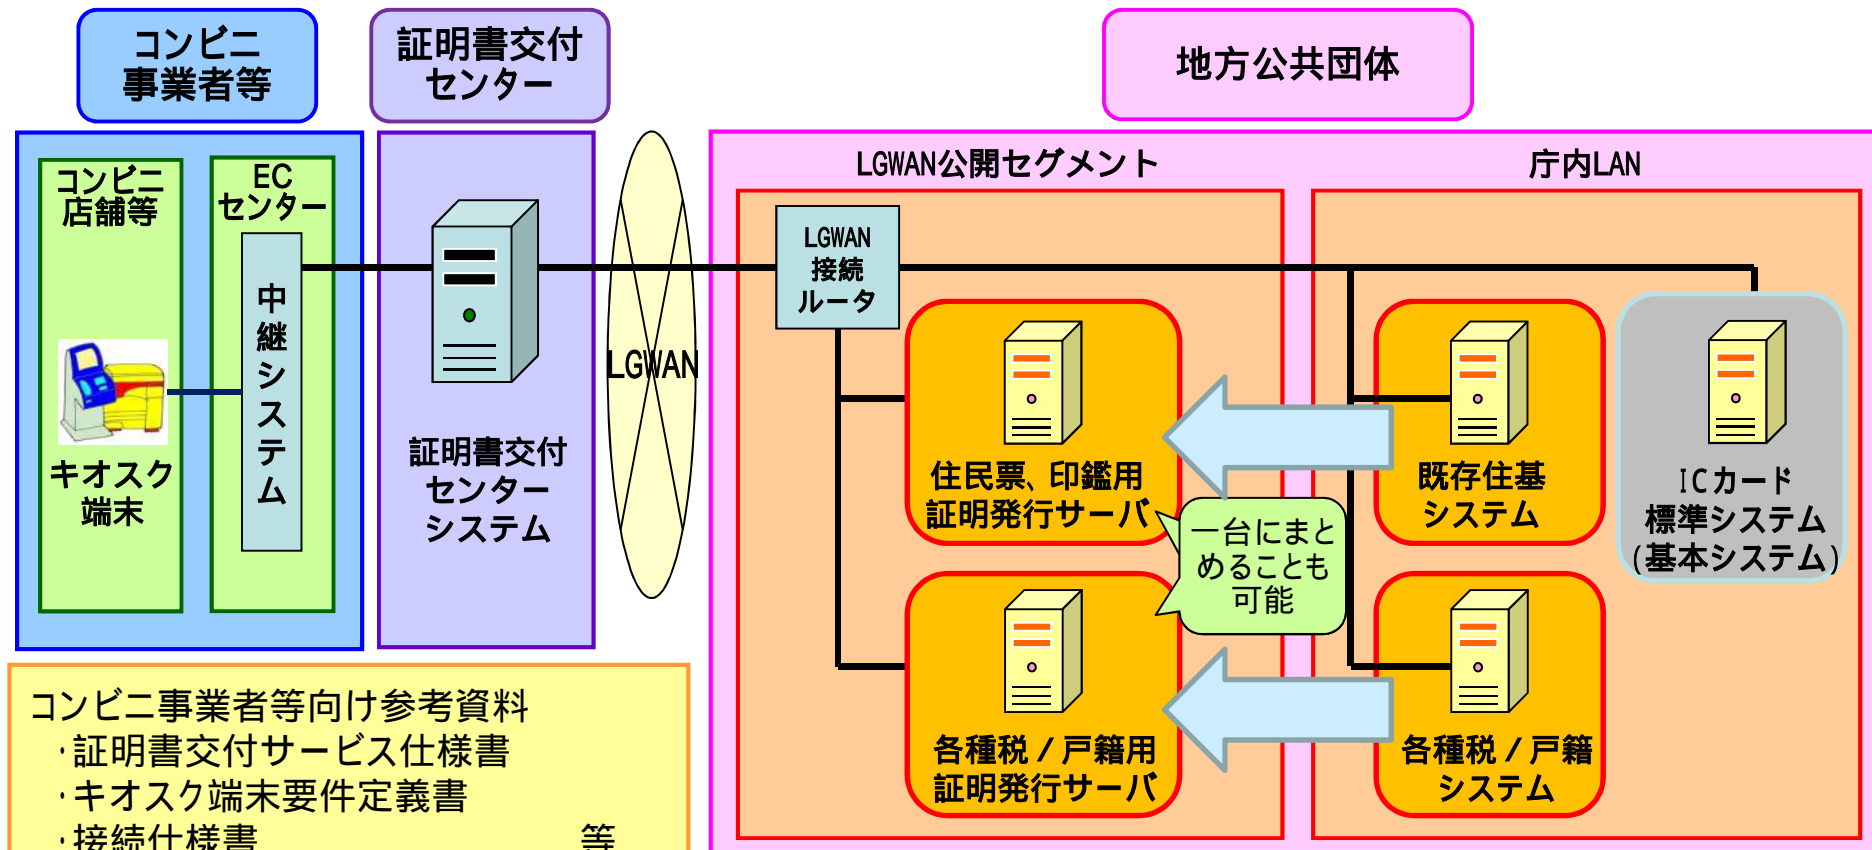 コンビニ
事業者等
証明書交付
センター
地方公共団体
コンビニ
店舗等
EC
センター
中継システム
キオスク
端末
証明書交付
センター
システム
LGWAN
LGWAN公開セグメント
庁内LAN
LGWAN
接続
ルータ
住民票、印鑑用
証明発行サーバ
既存住基
システム
ICカード
標準システム
(基本システム)
一台にまと
めることも
可能
各種税/戸籍用
証明発行サーバ
各種税/戸籍
システム
コンビニ事業者等向け参考資料
・証明書交付サービス仕様書
・キオスク端末要件定義書
・接続仕様書 等